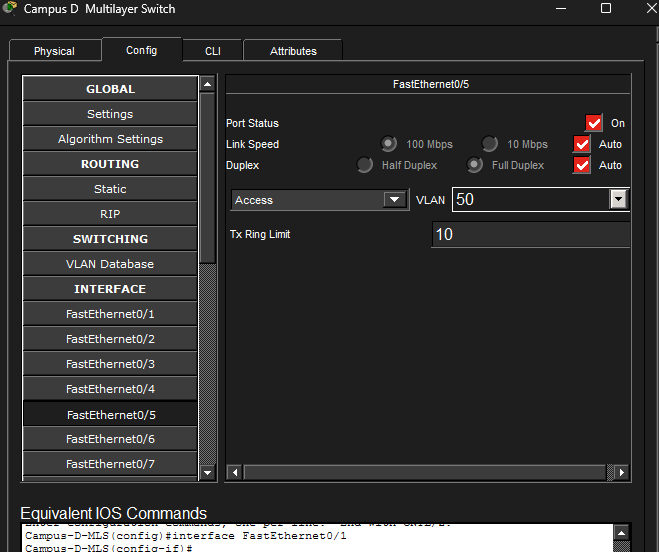 Campus D Multilayer Switch
Physical Config CLI Attributes
GLOBAL
Settings
Algorithm Settings
ROUTING
Static
RIP
SWITCHING
VLAN Database
INTERFACE
FastEthernet0/1
FastEthernet0/2
FastEthernet0/3
FastEthernet0/4
FastEthernet0/5
FastEthernet0/6
FastEthernet0/7
FastEthernet0/5
Port Status On
Link Speed 100 Mbps 10 Mbps Auto
Duplex Half Duplex Full Duplex Auto
Access VLAN 50
Tx Ring Limit 10
Equivalent IOS Commands
Enter configuration commands, one per line. End with CNTL/Z.
Campus-D-MLS(config)#interface FastEthernet0/1
Campus-D-MLS(config-if)#